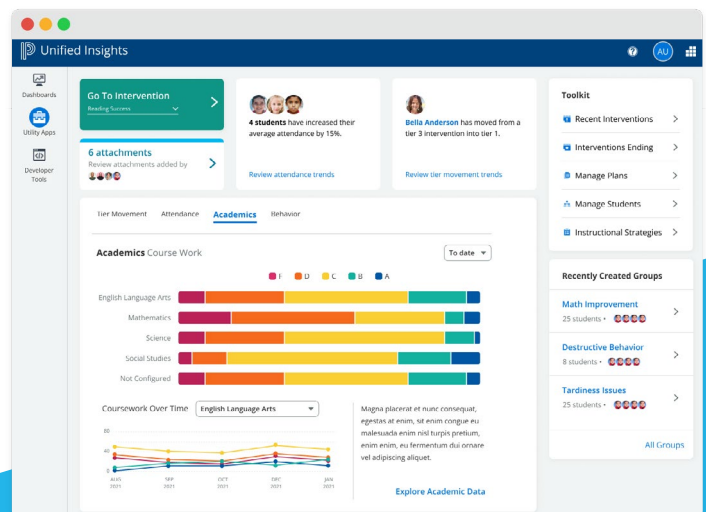 Unified Insights
AU
Dashboards
Utility Apps
Developer
Tools
Go To Intervention
Reading Success
6 attachments
Review attachments added by
4 students have increased their
average attendance by 15%.
Review attendance trends
Bella Anderson has moved from a
tier 3 intervention into tier 1.
Review tier movement trends
Tier Movement Attendance Academics Behavior
Academics Course Work
To date
F D C B A
English Language Arts
Mathematics
Science
Social Studies
Not Configured
Coursework Over Time
English Language Arts
80
40
0
AUG SEP OCT DEC JAN
2021 2021 2021 2021 2021
Magna placerat et nunc consequat,
egestas at enim, sit enim congue eu
malesuada enim nisl turpis pretium,
enim enim, eu fermentum dui ornare
vel adipiscing aliquet.
Explore Academic Data
Toolkit
Recent Interventions
Interventions Ending
Manage Plans
Manage Students
Instructional Strategies
Recently Created Groups
Math Improvement
25 students •
Destructive Behavior
8 students •
Tardiness Issues
25 students •
All Groups